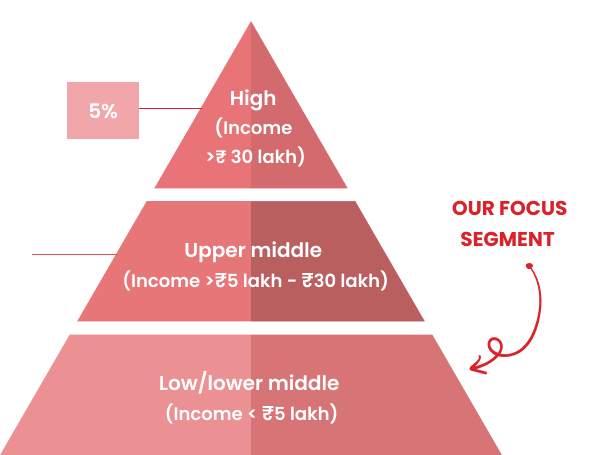 High
(Income
>₹ 30 lakh)
5%
OUR FOCUS
SEGMENT
Upper middle
(Income >₹5 lakh - ₹30 lakh)
Low/lower middle
(Income < ₹5 lakh)